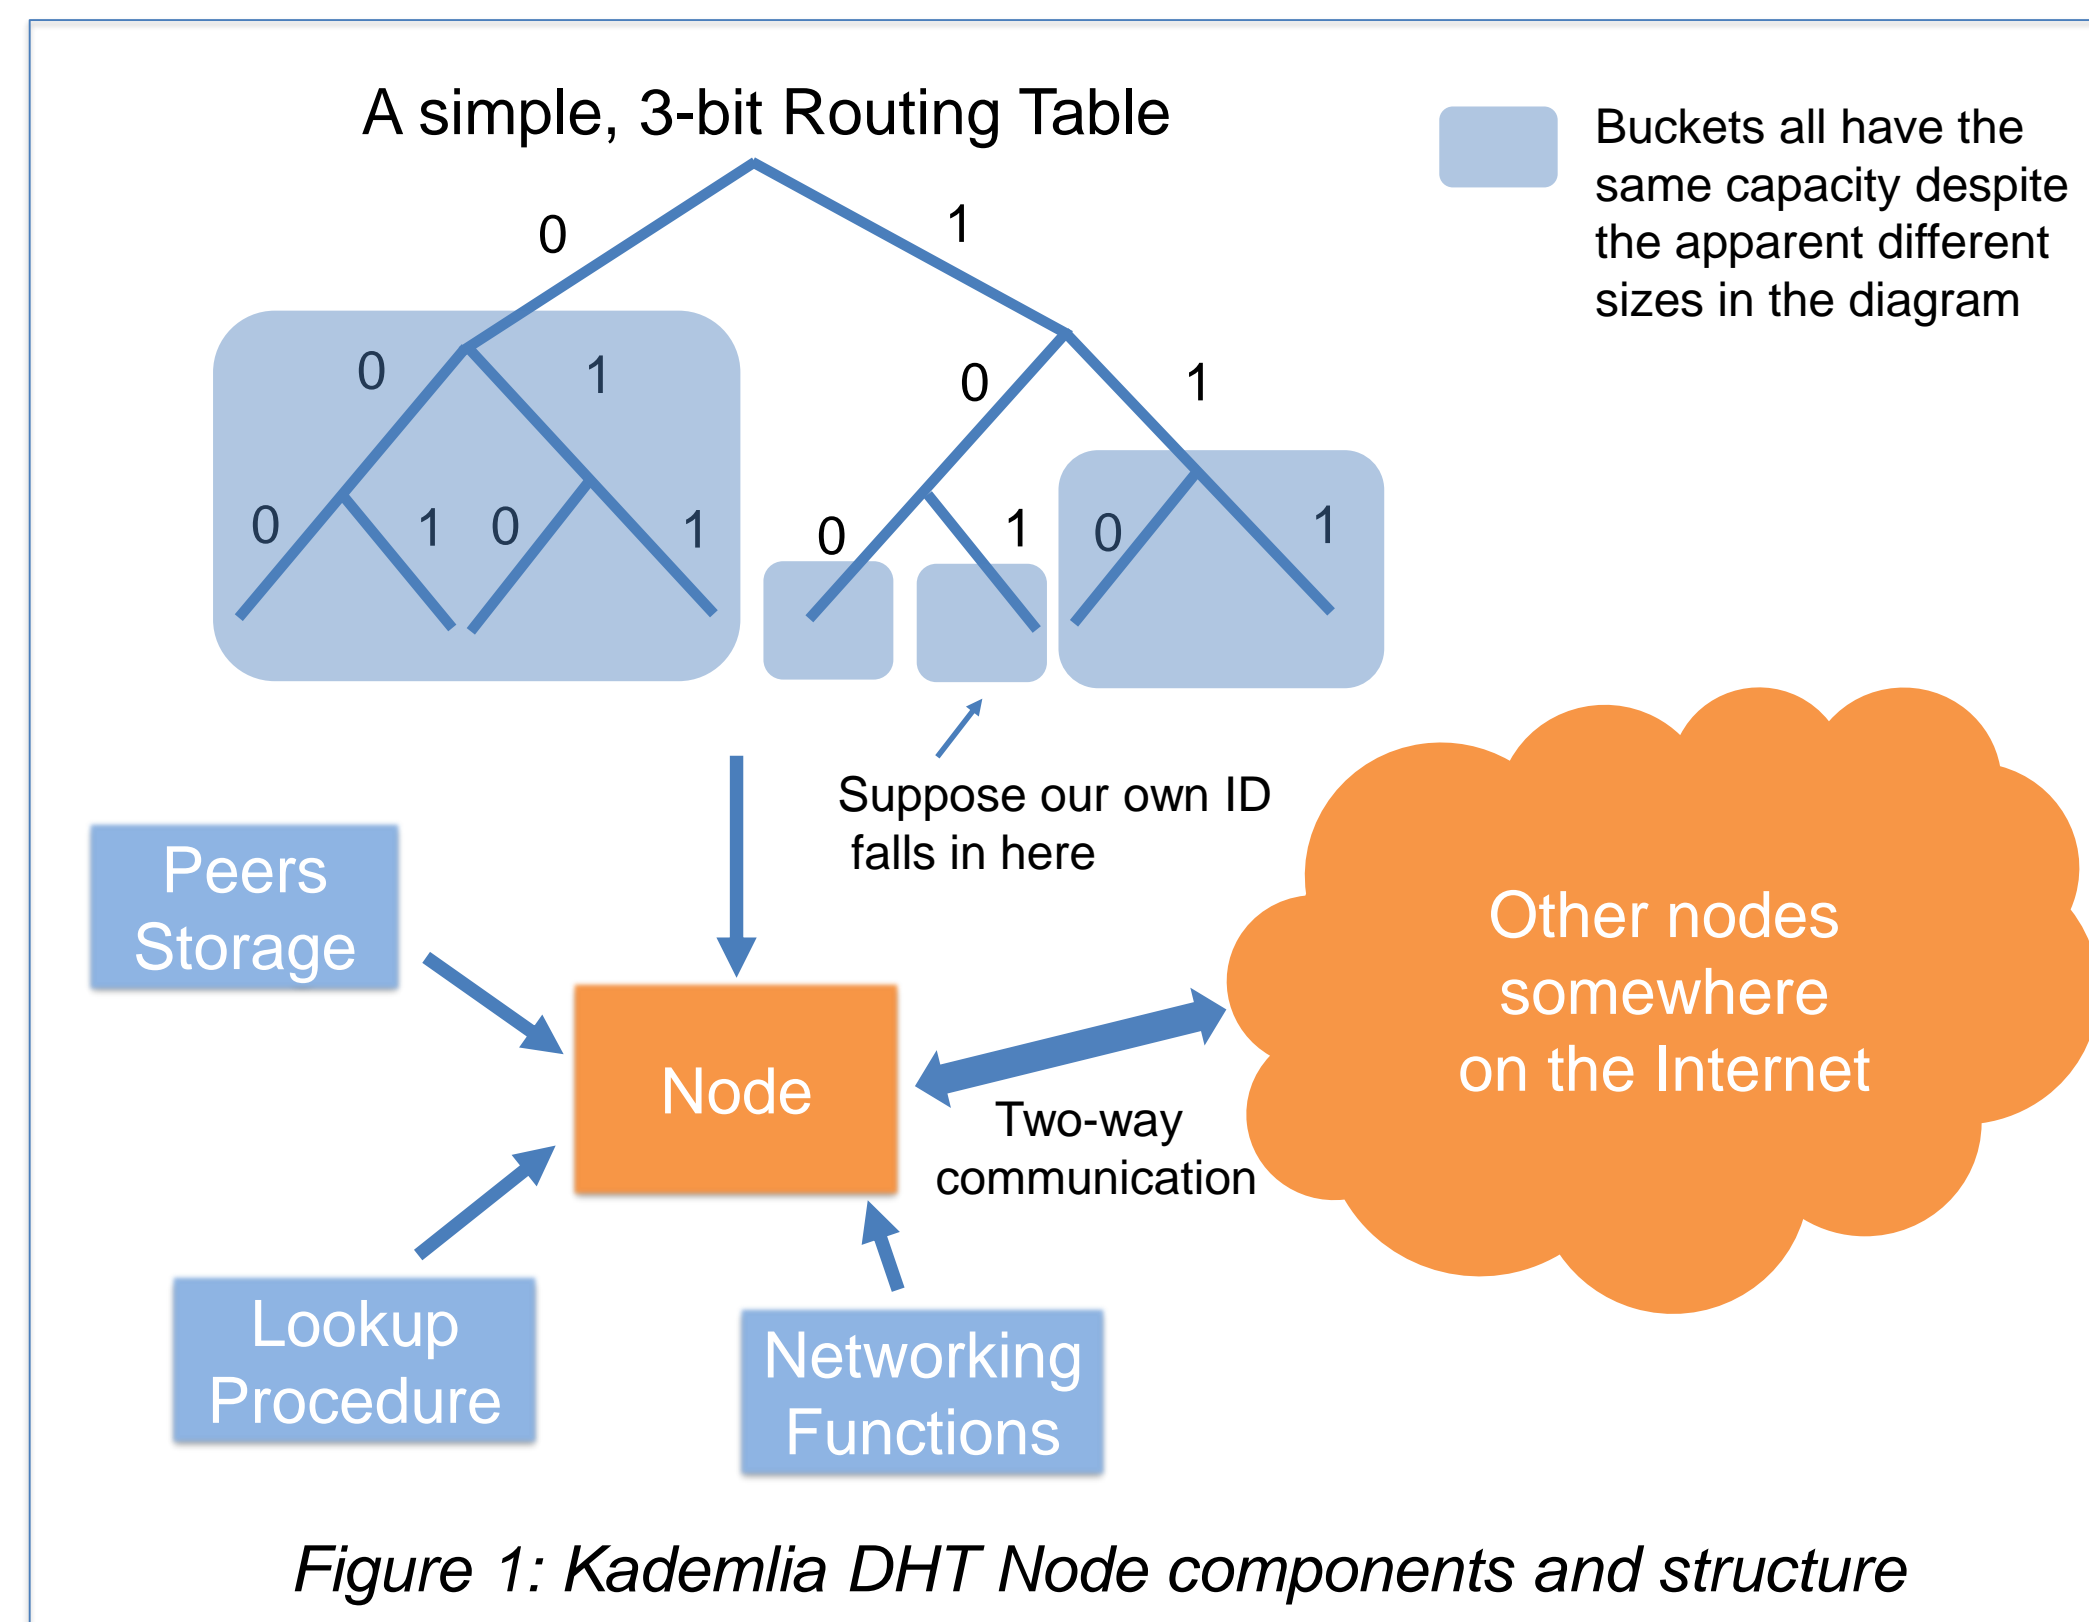 A simple, 3-bit Routing Table
Buckets all have the
same capacity despite
the apparent different
sizes in the diagram
0 1
0 1 0 1
0 1 0 1 0 1 0 1
Suppose our own ID
falls in here
Peers
Storage
Node
Two-way
communication
Other nodes
somewhere
on the Internet
Lookup
Procedure
Networking
Functions
Figure 1: Kademlia DHT Node components and structure